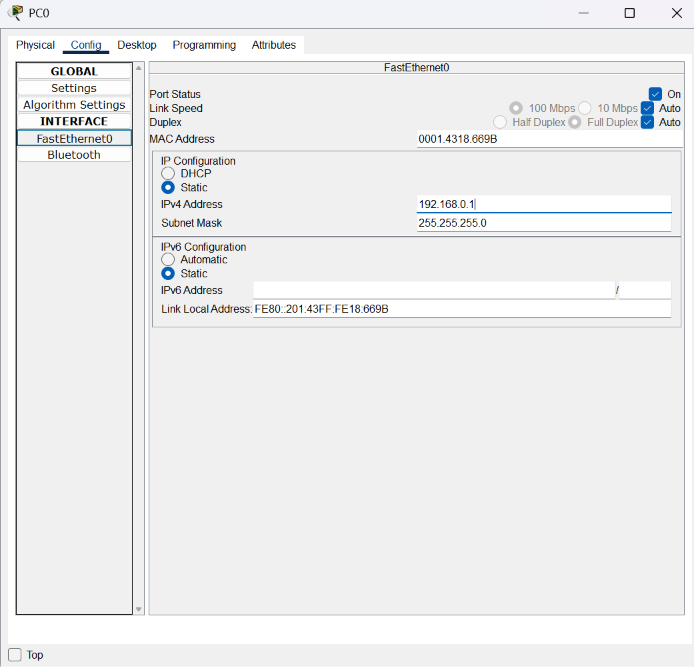 PC0
Physical Config Desktop Programming Attributes
GLOBAL
Settings
Algorithm Settings
INTERFACE
FastEthernet0
Bluetooth
FastEthernet0
Port Status On
Link Speed 100 Mbps 10 Mbps Auto
Duplex Half Duplex Full Duplex Auto
MAC Address 0001.4318.669B
IP Configuration
DHCP
Static
IPv4 Address 192.168.0.1
Subnet Mask 255.255.255.0
IPv6 Configuration
Automatic
Static
IPv6 Address /
Link Local Address: FE80::201:43FF:FE18:669B
Top